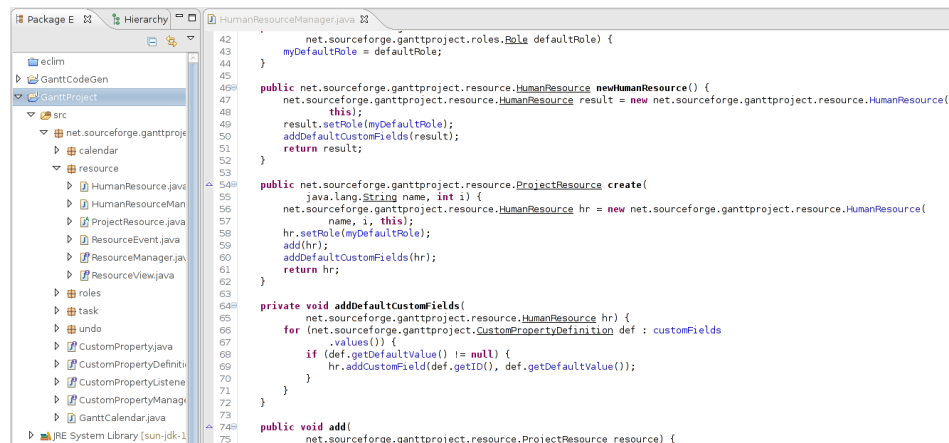 Package E
Hierarchy
eclim
GanttCodeGen
GanttProject
src
net.sourceforge.ganttproje
calendar
resource
HumanResource.java
HumanResourceMan
ProjectResource.java
ResourceEvent.java
ResourceManager.jav
ResourceView.java
roles
task
undo
CustomProperty.java
CustomPropertyDefiniti
CustomPropertyListene
CustomPropertyManage
GanttCalendar.java
JRE System Library [sun-jdk-1
HumanResourceManager.java
42 net.sourceforge.ganttproject.roles.Role defaultRole) {
43 myDefaultRole = defaultRole;
44 }
45
46 public net.sourceforge.ganttproject.resource.HumanResource newHumanResource() {
47 net.sourceforge.ganttproject.resource.HumanResource result = new net.sourceforge.ganttproject.resource.HumanResource(
48 this);
49 result.setRole(myDefaultRole);
50 addDefaultCustomFields(result);
51 return result;
52 }
53
54 public net.sourceforge.ganttproject.resource.ProjectResource create(
55 java.lang.String name, int i) {
56 net.sourceforge.ganttproject.resource.HumanResource hr = new net.sourceforge.ganttproject.resource.HumanResource(
57 name, i, this);
58 hr.setRole(myDefaultRole);
59 add(hr);
60 addDefaultCustomFields(hr);
61 return hr;
62 }
63
64 private void addDefaultCustomFields(
65 net.sourceforge.ganttproject.resource.HumanResource hr) {
66 for (net.sourceforge.ganttproject.CustomPropertyDefinition def : customFields
67 .values()) {
68 if (def.getDefaultValue() != null) {
69 hr.addCustomField(def.getID(), def.getDefaultValue());
70 }
71 }
72 }
73
74 public void add(
75 net.sourceforge.ganttproject.resource.ProjectResource resource) {